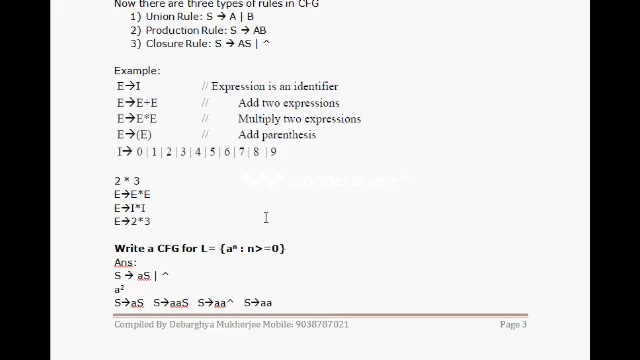 Now there are three types of rules in CFG
1) Union Rule: S → A | B
2) Production Rule: S → AB
3) Closure Rule: S → AS | ^
Example:
E→I // Expression is an identifier
E→E+E // Add two expressions
E→E*E // Multiply two expressions
E→(E) // Add parenthesis
I→ 0 | 1 | 2 | 3 | 4 | 5 | 6 | 7 | 8 | 9
2 * 3
E→E*E
E→I*I
E→2*3
wondershare
Write a CFG for L= {aⁿ : n>=0}
Ans:
S → aS | ^
a²
S→aS S→aaS S→aa^ S→aa
Compiled By Debarghya Mukherjee Mobile: 9038787021 Page 3